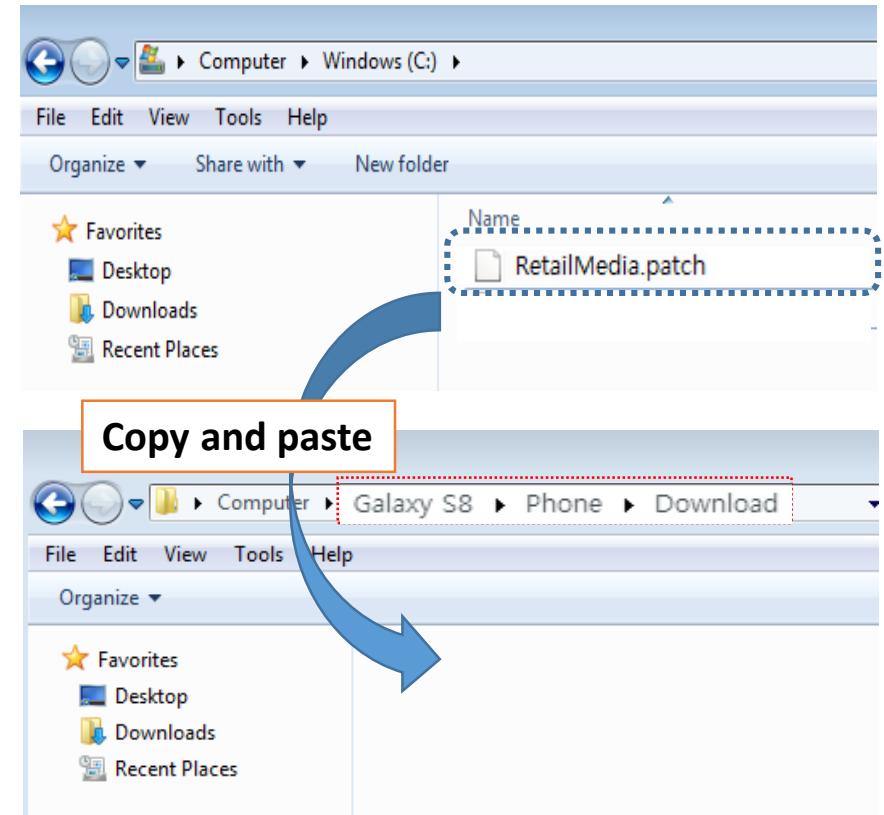 Computer Windows (C:)
File Edit View Tools Help
Organize Share with New folder
Name
Favorites
RetailMedia.patch
Desktop
Downloads
Recent Places
Copy and paste
Computer Galaxy S8 Phone Download
File Edit View Tools Help
Organize
Favorites
Desktop
Downloads
Recent Places